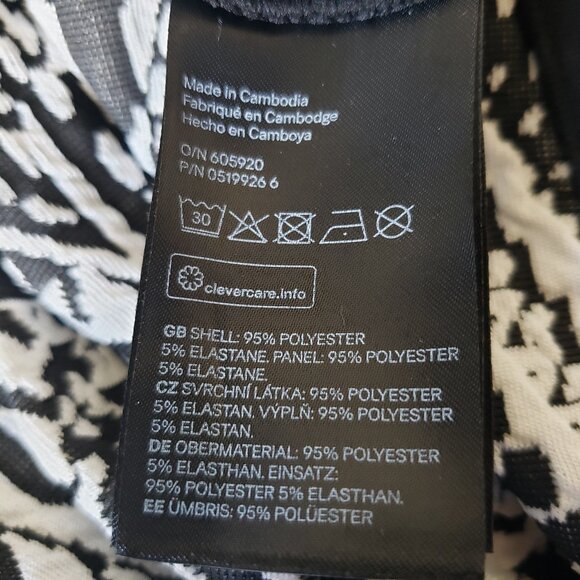 Made in Cambodia
Fabriqué en Cambodge
Hecho en Camboya
O/N 605920
P/N 0519926 6
30
clevercare.info
GB SHELL: 95% POLYESTER
5% ELASTANE. PANEL: 95% POLYESTER
5% ELASTANE.
CZ SVRCHNÍ LÁTKA: 95% POLYESTER
5% ELASTAN. VÝPLŇ: 95% POLYESTER
5% ELASTAN.
DE OBERMATERIAL: 95% POLYESTER
5% ELASTHAN. EINSATZ:
95% POLYESTER 5% ELASTHAN.
EE ÜMBRIS: 95% POLÜESTER